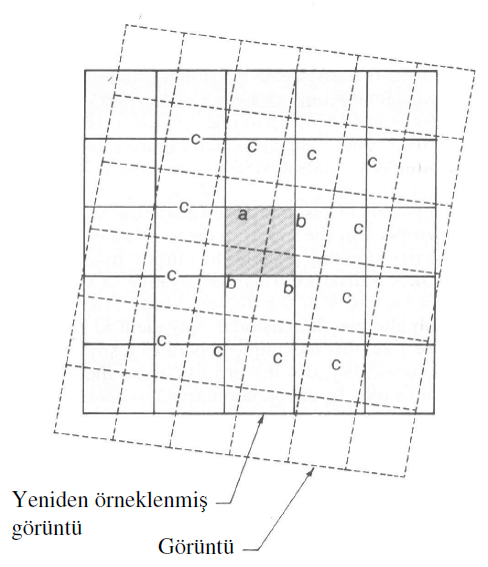 c c c c
c a b c
c b b c
c c c c
Yeniden örneklenmiş
görüntü
Görüntü